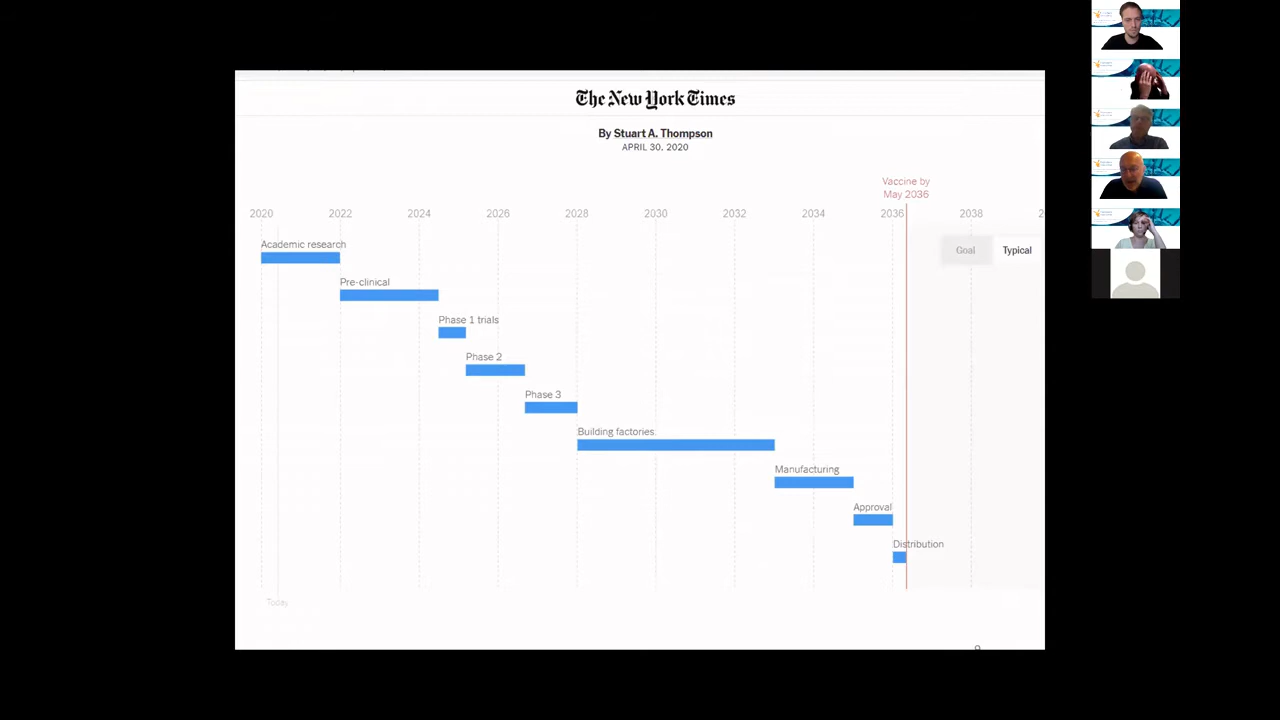 The New York Times
By Stuart A. Thompson
APRIL 30. 2020
Vaccine by
May 2036
2020 2022 2024 2026 2028 2030 2032 2034 2036 2038 2
Goal Typical
Academic research
Pre-clinical
Phase 1 trials
Phase 2
Phase 3
Building factories
Manufacturing
Approval
Distribution
Today
9